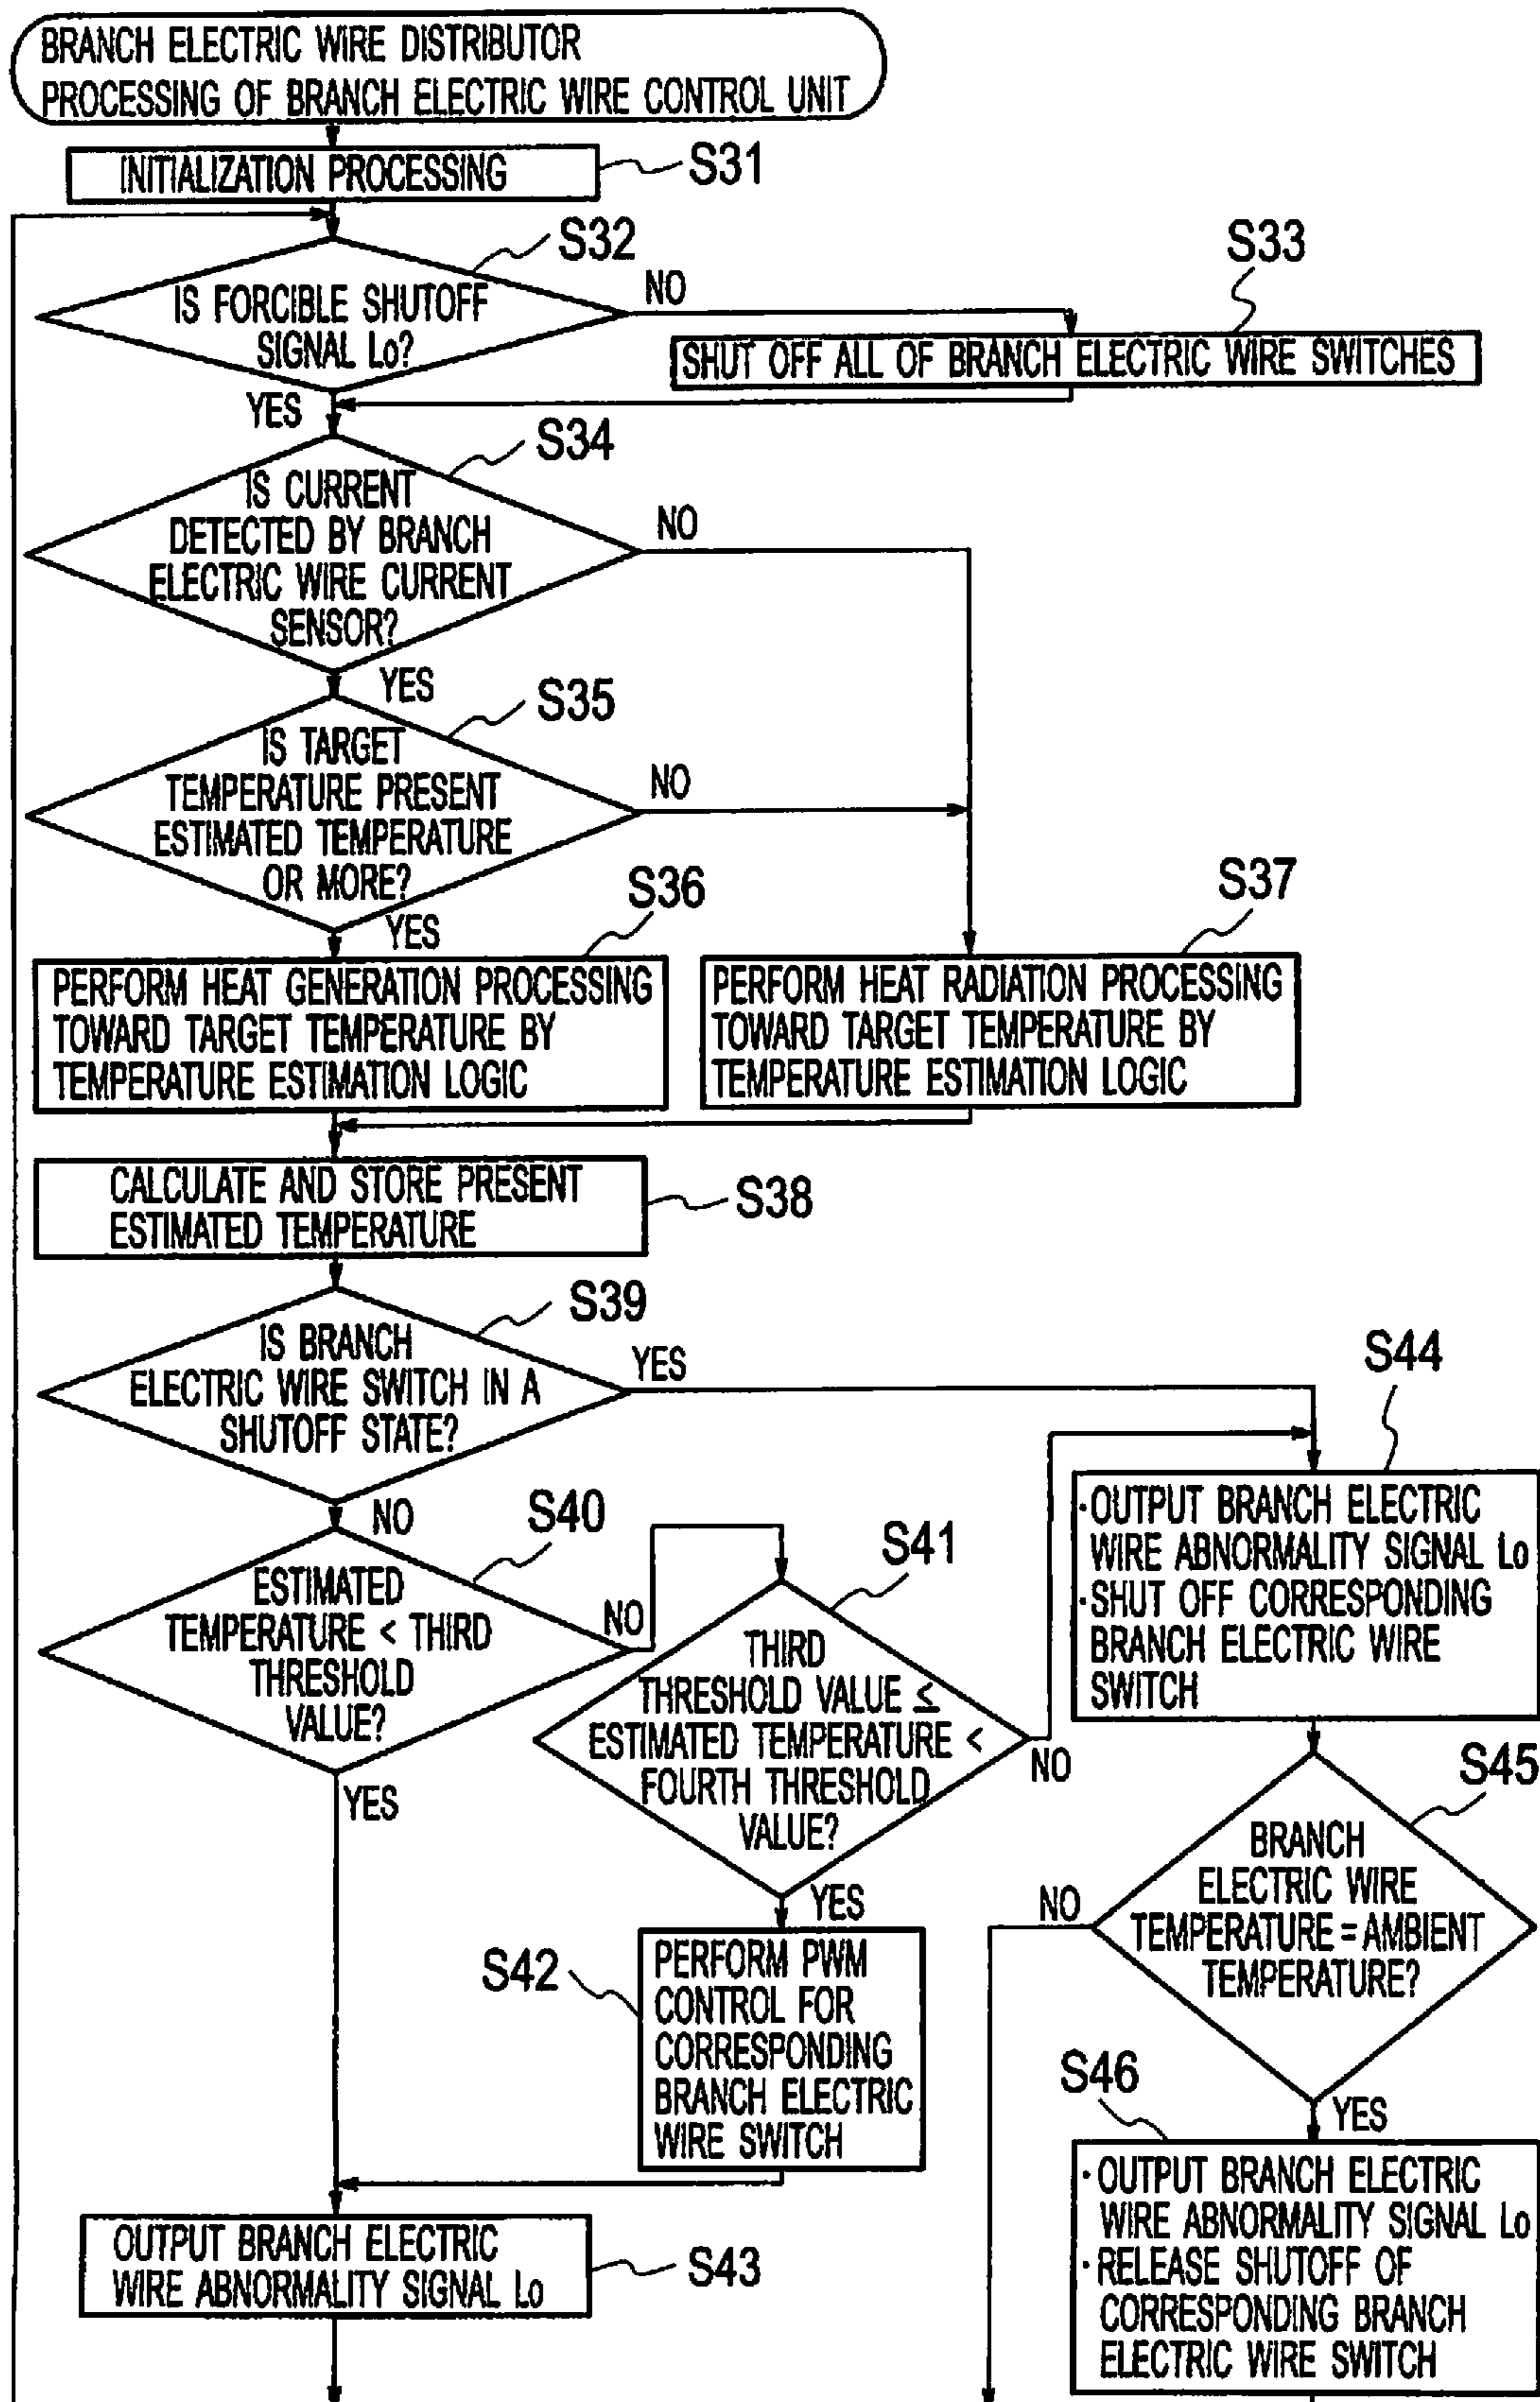 BRANCH ELECTRIC WIRE DISTRIBUTOR
PROCESSING OF BRANCH ELECTRIC WIRE CONTROL UNIT
INITIALIZATION PROCESSING
S31
S32
IS FORCIBLE SHUTOFF
SIGNAL Lo?
NO
YES
S33
SHUT OFF ALL OF BRANCH ELECTRIC WIRE SWITCHES
S34
IS CURRENT
DETECTED BY BRANCH
ELECTRIC WIRE CURRENT
SENSOR?
NO
YES
S35
IS TARGET
TEMPERATURE PRESENT
ESTIMATED TEMPERATURE
OR MORE?
NO
YES
S36
PERFORM HEAT GENERATION PROCESSING
TOWARD TARGET TEMPERATURE BY
TEMPERATURE ESTIMATION LOGIC
S37
PERFORM HEAT RADIATION PROCESSING
TOWARD TARGET TEMPERATURE BY
TEMPERATURE ESTIMATION LOGIC
CALCULATE AND STORE PRESENT
ESTIMATED TEMPERATURE
S38
S39
IS BRANCH
ELECTRIC WIRE SWITCH IN A
SHUTOFF STATE?
YES
NO
S40
ESTIMATED
TEMPERATURE < THIRD
THRESHOLD
VALUE?
NO
YES
S41
THIRD
THRESHOLD VALUE ≤
ESTIMATED TEMPERATURE <
FOURTH THRESHOLD
VALUE?
NO
YES
S42
PERFORM PWM
CONTROL FOR
CORRESPONDING
BRANCH ELECTRIC
WIRE SWITCH
OUTPUT BRANCH ELECTRIC
WIRE ABNORMALITY SIGNAL Lo
S43
S44
·OUTPUT BRANCH ELECTRIC
WIRE ABNORMALITY SIGNAL Lo
·SHUT OFF CORRESPONDING
BRANCH ELECTRIC WIRE
SWITCH
S45
BRANCH
ELECTRIC WIRE
TEMPERATURE = AMBIENT
TEMPERATURE?
NO
YES
S46
·OUTPUT BRANCH ELECTRIC
WIRE ABNORMALITY SIGNAL Lo
·RELEASE SHUTOFF OF
CORRESPONDING BRANCH
ELECTRIC WIRE SWITCH